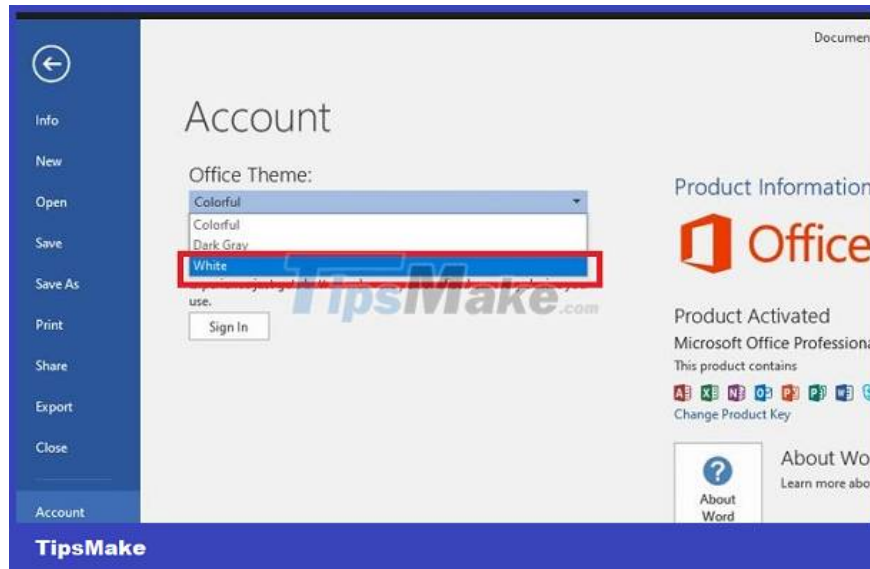 Documen
Info
New
Open
Save
Save As
Print
Share
Export
Close
Account
Account
Office Theme:
Colorful
Colorful
Dark Gray
White
use.
Sign In
TipsMake.com
Product Information
Office
Product Activated
Microsoft Office Professiona
This product contains
Change Product Key
?
About
Word
About Wo
Learn more abo
TipsMake